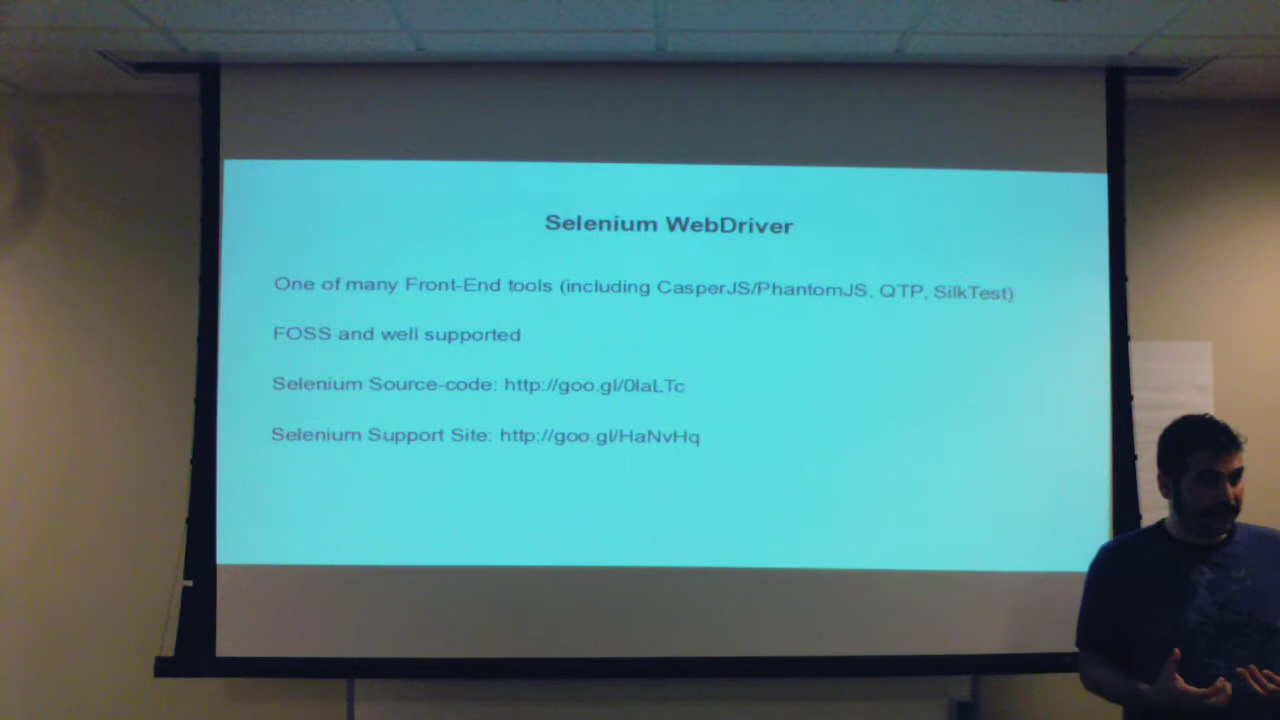 Selenium WebDriver
One of many Front-End tools (including CasperJS/PhantomJS, QTP, SilkTest)
FOSS and well supported
Selenium Source-code: http://goo.gl/0IaLTc
Selenium Support Site: http://goo.gl/HaNvHq